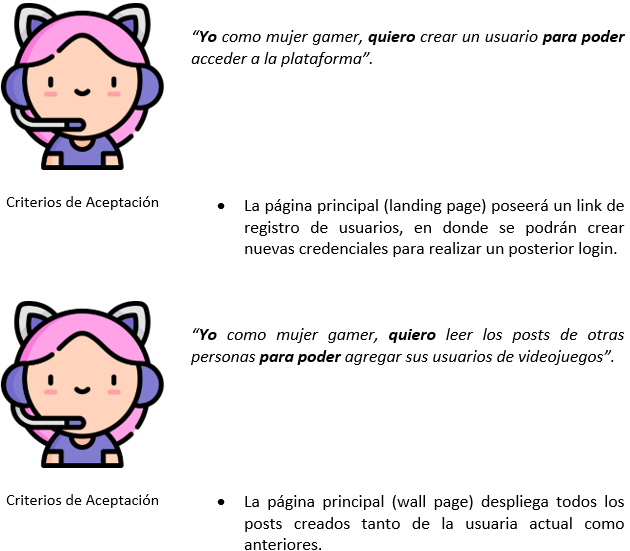 “Yo como mujer gamer, quiero crear un usuario para poder
acceder a la plataforma”.
Criterios de Aceptación
• La página principal (landing page) poseerá un link de
registro de usuarios, en donde se podrán crear
nuevas credenciales para realizar un posterior login.
“Yo como mujer gamer, quiero leer los posts de otras
personas para poder agregar sus usuarios de videojuegos”.
Criterios de Aceptación
• La página principal (wall page) despliega todos los
posts creados tanto de la usuaria actual como
anteriores.